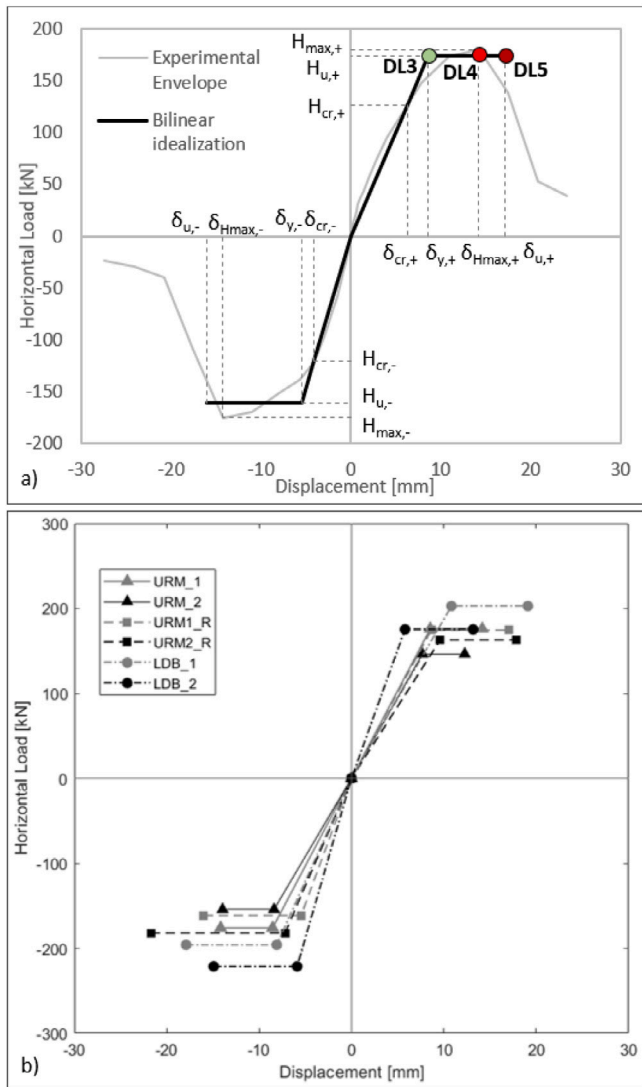 200
150
100
50
0
-50
-100
-150
-200
Horizontal Load [kN]
Experimental
Envelope
Bilinear
idealization
Hmax,+
Hu,+
Hcr,+
DL3
DL4
DL5
δu,-
δHmax,-
δy,-
δcr,-
δcr,+
δy,+
δHmax,+
δu,+
Hcr,-
Hu,-
Hmax,-
-30
-20
-10
0
10
20
30
Displacement [mm]
a)
300
200
100
0
-100
-200
-300
Horizontal Load [kN]
URM_1
URM_2
URM1_R
URM2_R
LDB_1
LDB_2
-30
-20
-10
0
10
20
30
Displacement [mm]
b)